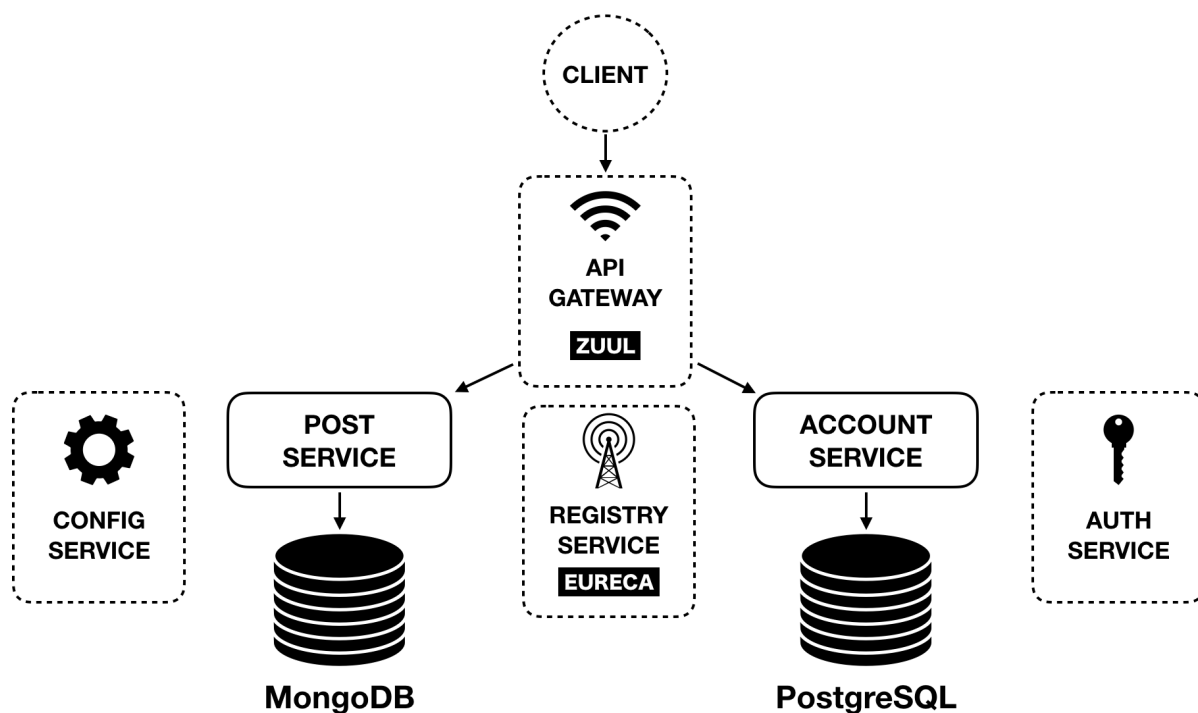 CLIENT
API
GATEWAY
ZUUL
POST
SERVICE
ACCOUNT
SERVICE
CONFIG
SERVICE
REGISTRY
SERVICE
EURECA
AUTH
SERVICE
MongoDB
PostgreSQL